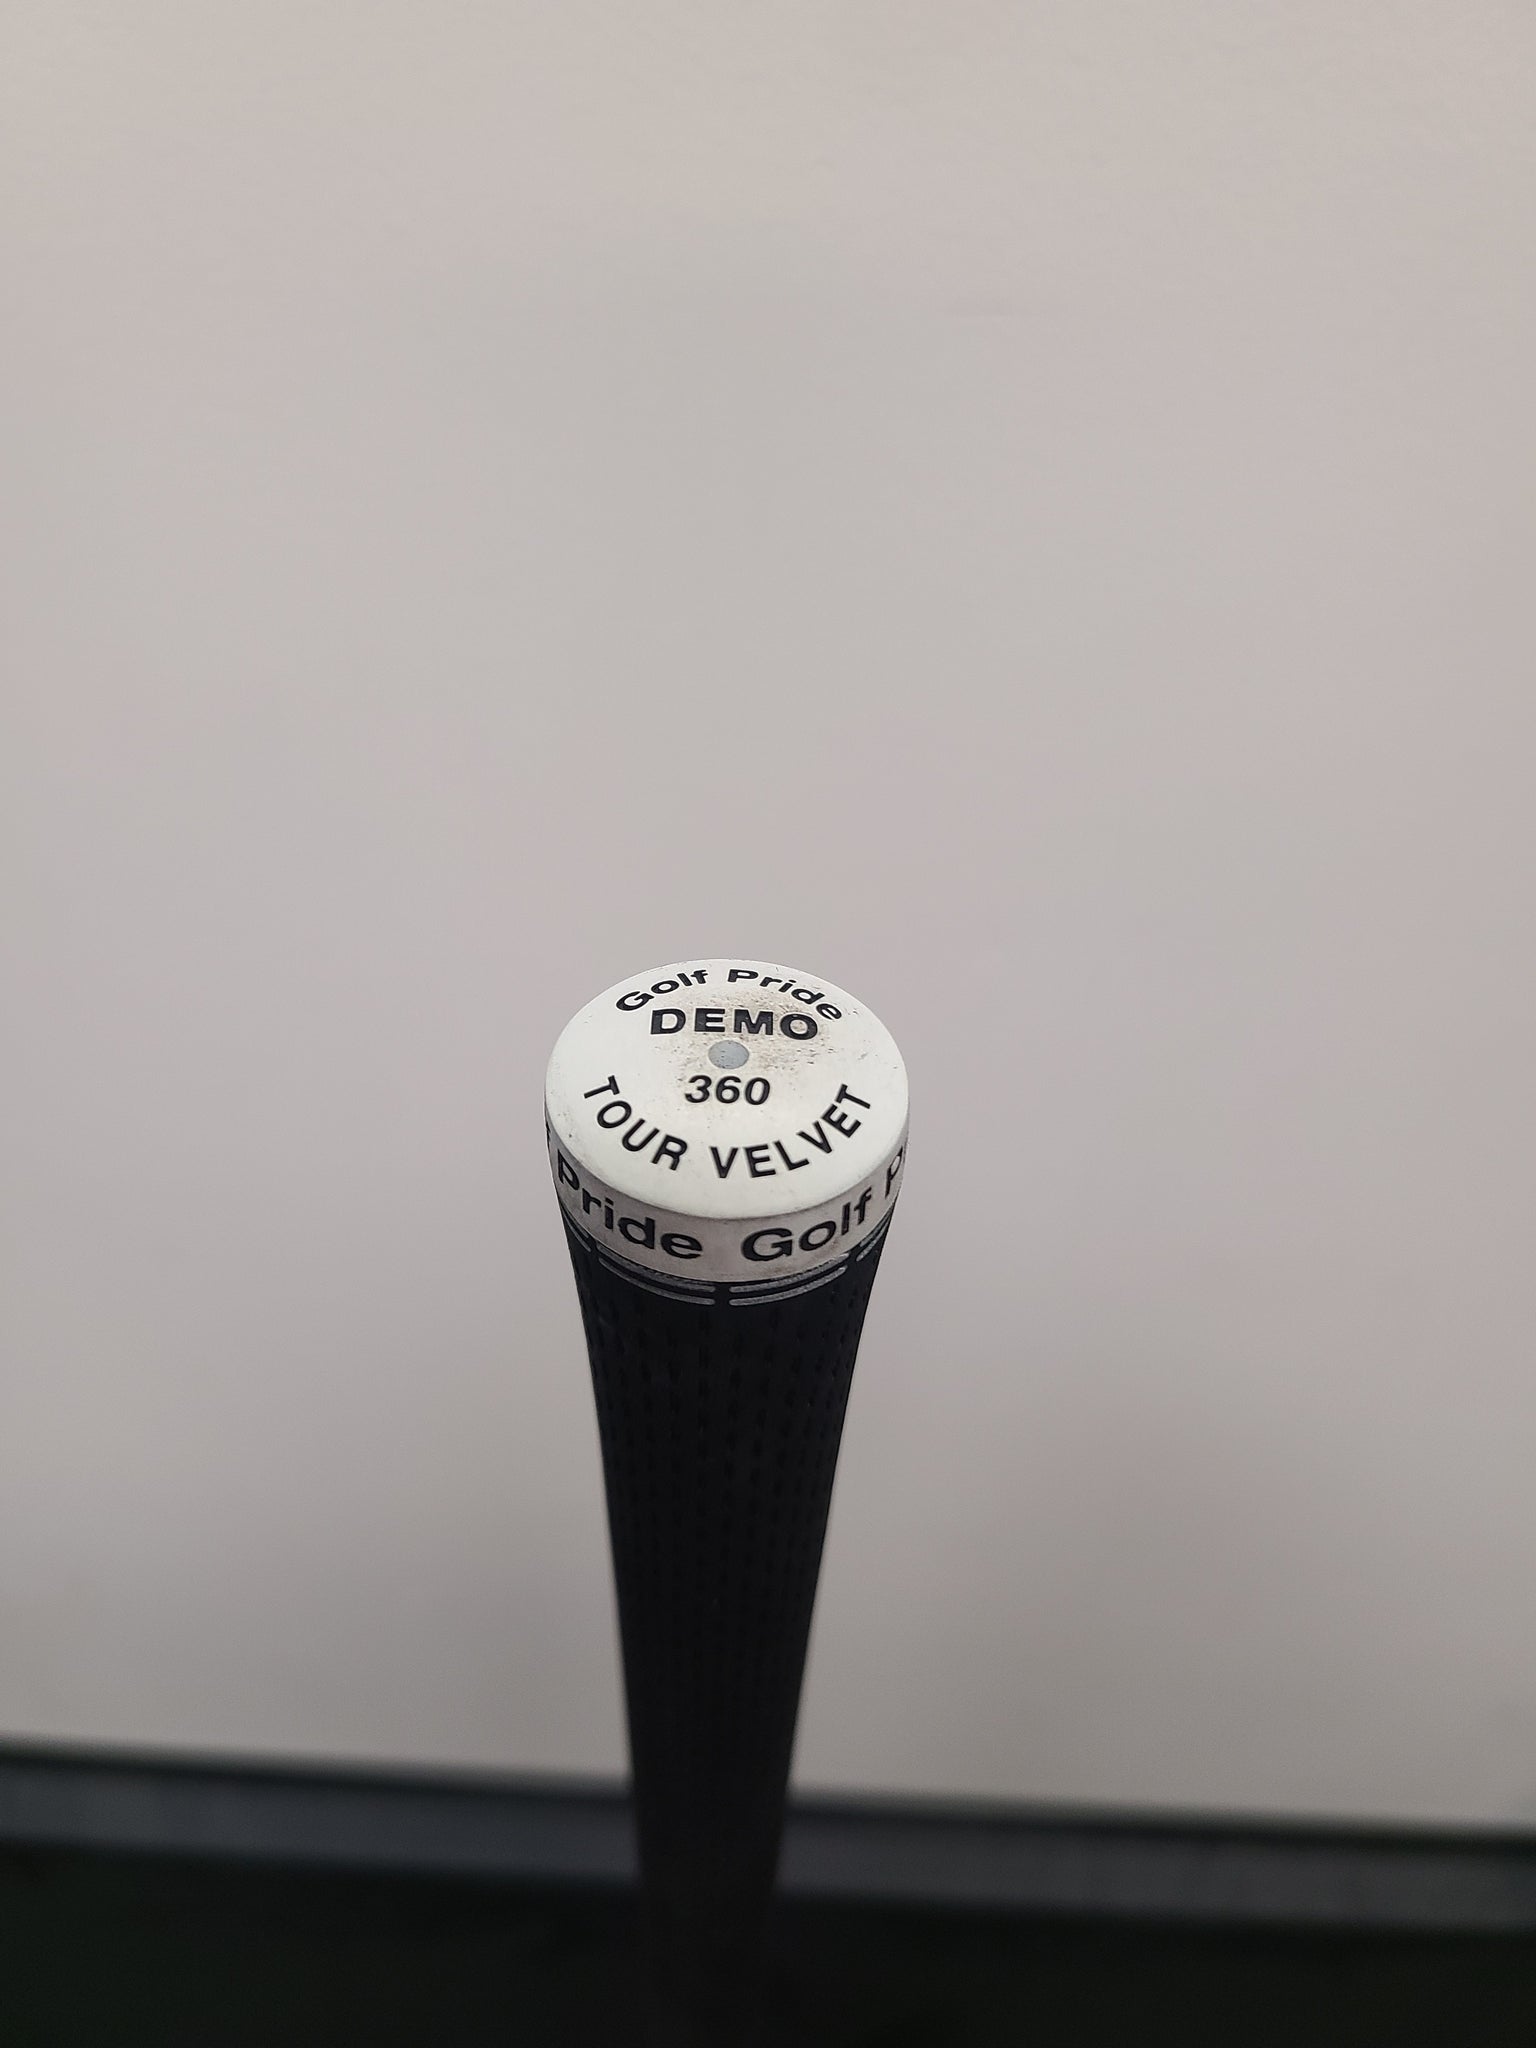 Golf Pride
DEMO
360
TOUR VELVET
Pride Golf P